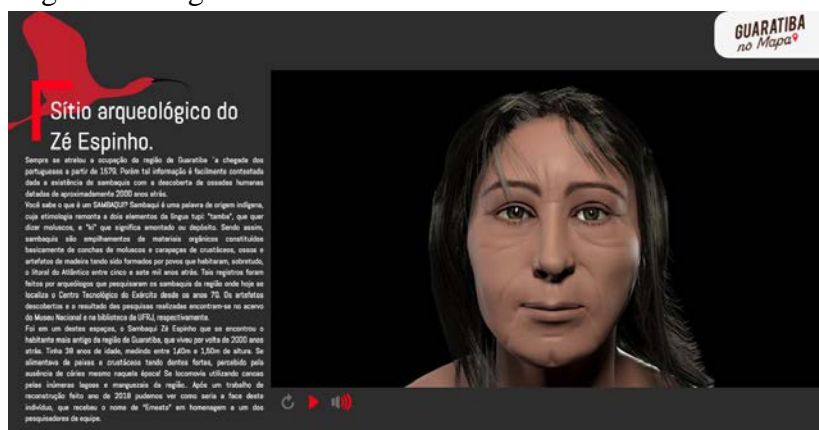 GUARATIBA
no Mapa
Sítio arqueológico do
Zé Espinho.
Sempre se atrelou a ocupação da região de Guaratiba `a chegada dos
portugueses a partir de 1579. Porém tal informação é facilmente contestada
dada a existência de sambaquis com a descoberta de ossadas humanas
datadas de aproximadamente 2000 anos atrás.
Você sabe o que é um SAMBAQUI? Sambaqui é uma palavra de origem indígena,
cuja etimologia remonta a dois elementos da língua tupi: "tamba", que quer
dizer moluscos, e "ki" que significa amontado ou depósito. Sendo assim,
sambaquis são empilhamentos de materiais orgânicos constituídos
basicamente de conchas de moluscos e carapaças de crustáceos, ossos e
artefatos de madeira tendo sido formados por povos que habitaram, sobretudo,
o litoral do Atlântico entre cinco e sete mil anos atrás. Tais registros foram
feitos por arqueólogos que pesquisaram os sambaquis da região onde hoje se
localiza o Centro Tecnológico do Exército desde os anos 70. Os artefatos
descobertos e o resultado das pesquisas realizadas encontram-se no acervo
do Museu Nacional e na biblioteca da UFRJ, respectivamente.
Foi em um destes espaços, o Sambaqui Zé Espinho que se encontrou o
habitante mais antigo da região de Guaratiba, que viveu por volta de 2000 anos
atrás. Tinha 38 anos de idade, medindo entre 1,40m e 1,50m de altura. Se
alimentava de peixes e crustáceos tendo dentes fortes, percebido pela
ausência de cáries mesmo naquela época! Se locomovia utilizando canoas
pelas inúmeras lagoas e manguezais da região.. Após um trabalho de
reconstrução feito ano de 2018 pudemos ver como seria a face deste
indivíduo, que recebeu o nome de "Ernesto" em homenagem a um dos
pesquisadores da equipe.